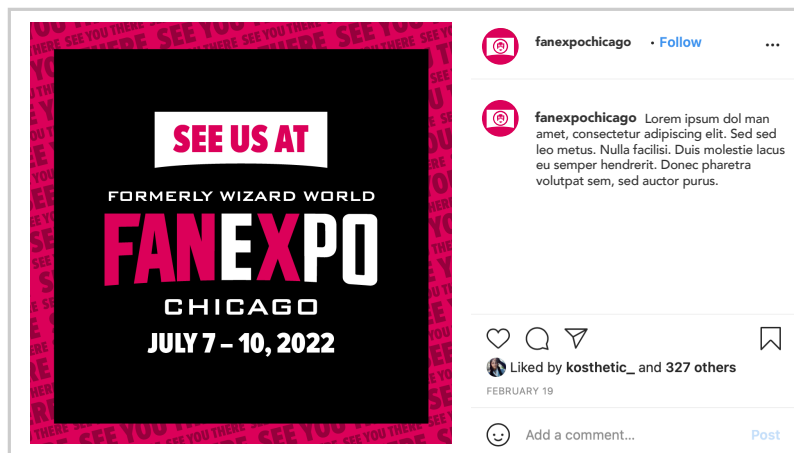 SEE US AT
FORMERLY WIZARD WORLD
FANEXPO
CHICAGO
JULY 7 – 10, 2022
fanexpochicago • Follow
fanexpochicago Lorem ipsum dol man
amet, consectetur adipiscing elit. Sed sed
leo metus. Nulla facilisi. Duis molestie lacus
eu semper hendrerit. Donec pharetra
volutpat sem, sed auctor purus.
Liked by kosthetic_ and 327 others
FEBRUARY 19
Add a comment... Post